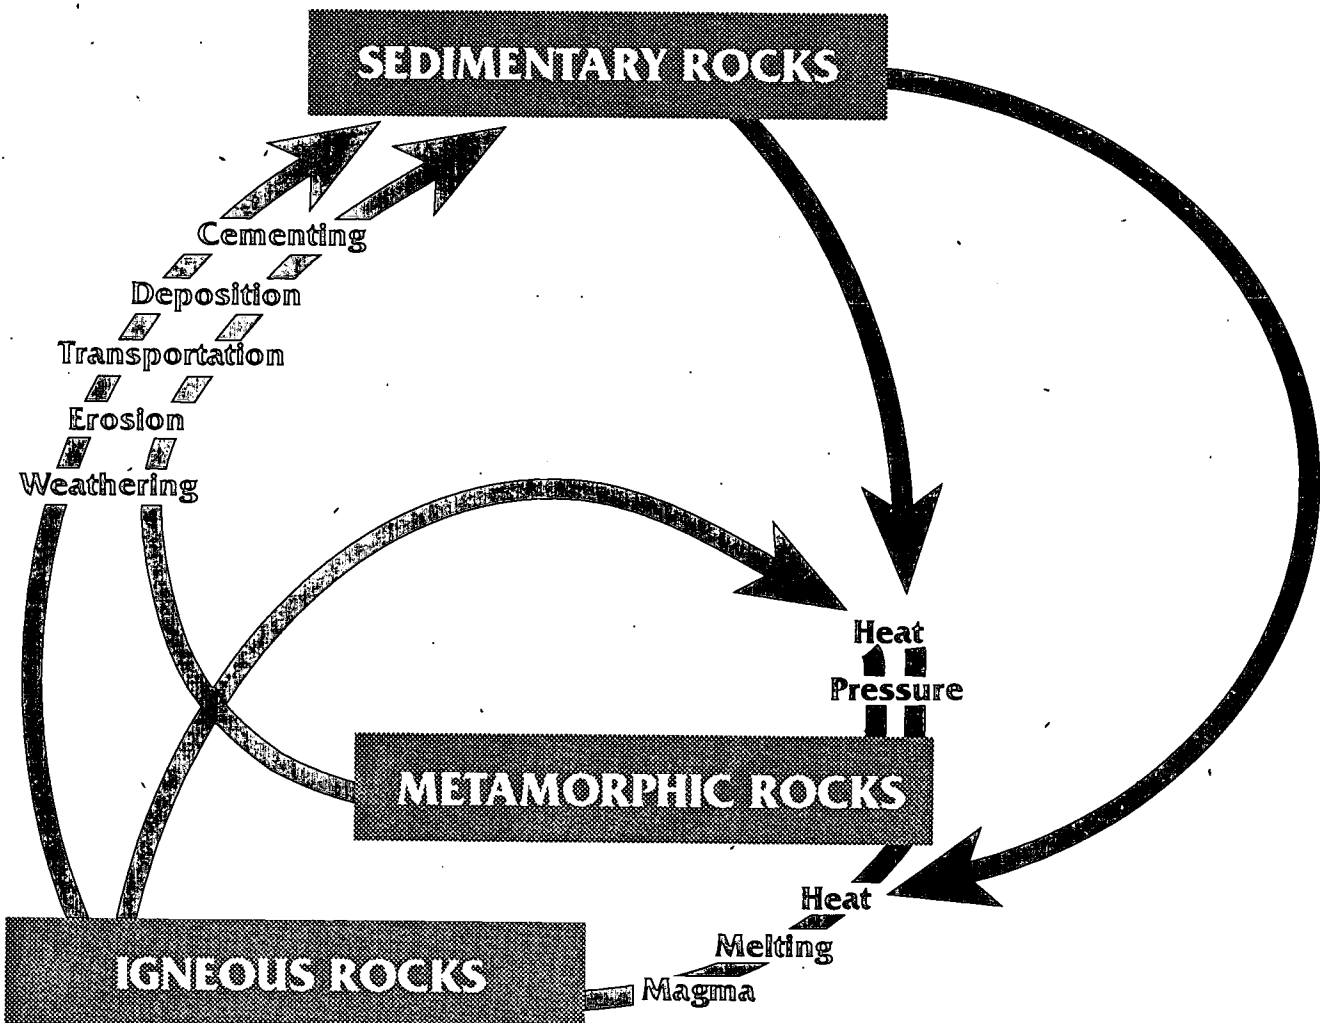 SEDIMENTARY ROCKS
Cementing
Deposition
Transportation
Erosion
Weathering
Heat
Pressure
METAMORPHIC ROCKS
Heat
Melting
Magma
IGNEOUS ROCKS